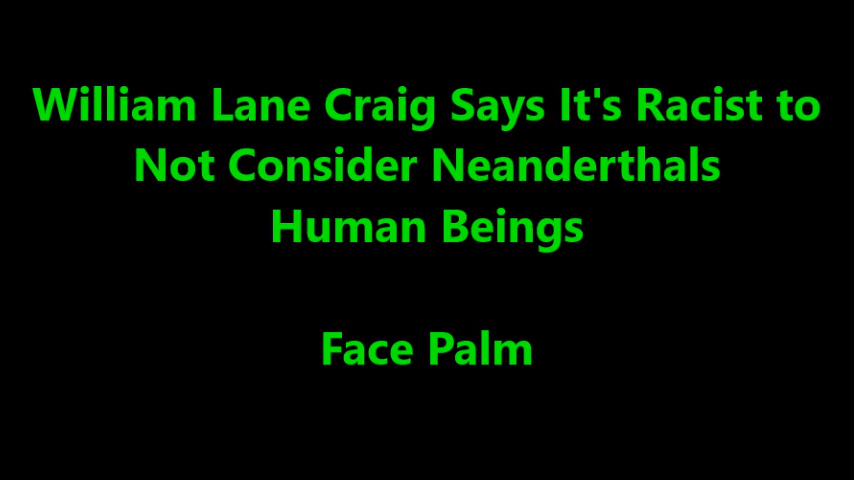 William Lane Craig Says It's Racist to
Not Consider Neanderthals
Human Beings
Face Palm